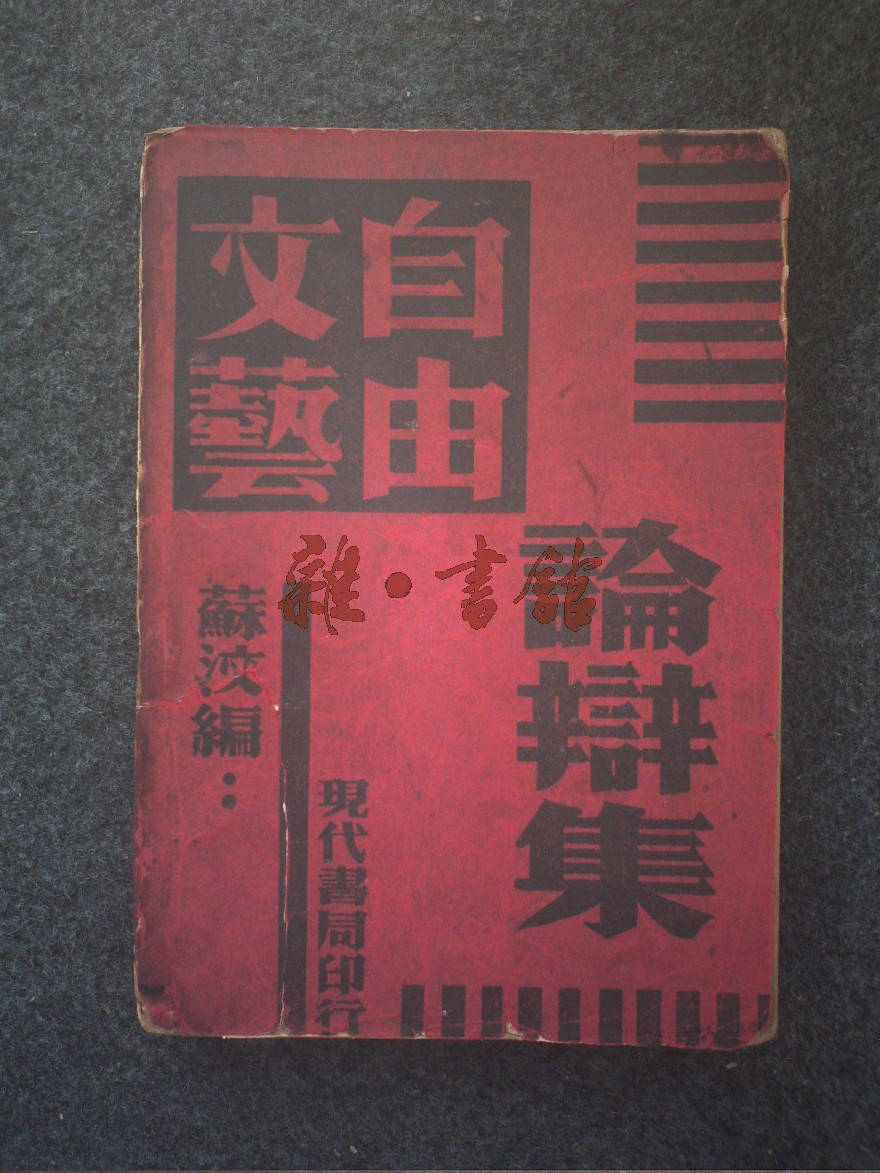 文藝
自由
論辯集
蘇汶編：
現代書局印行
雜·書館